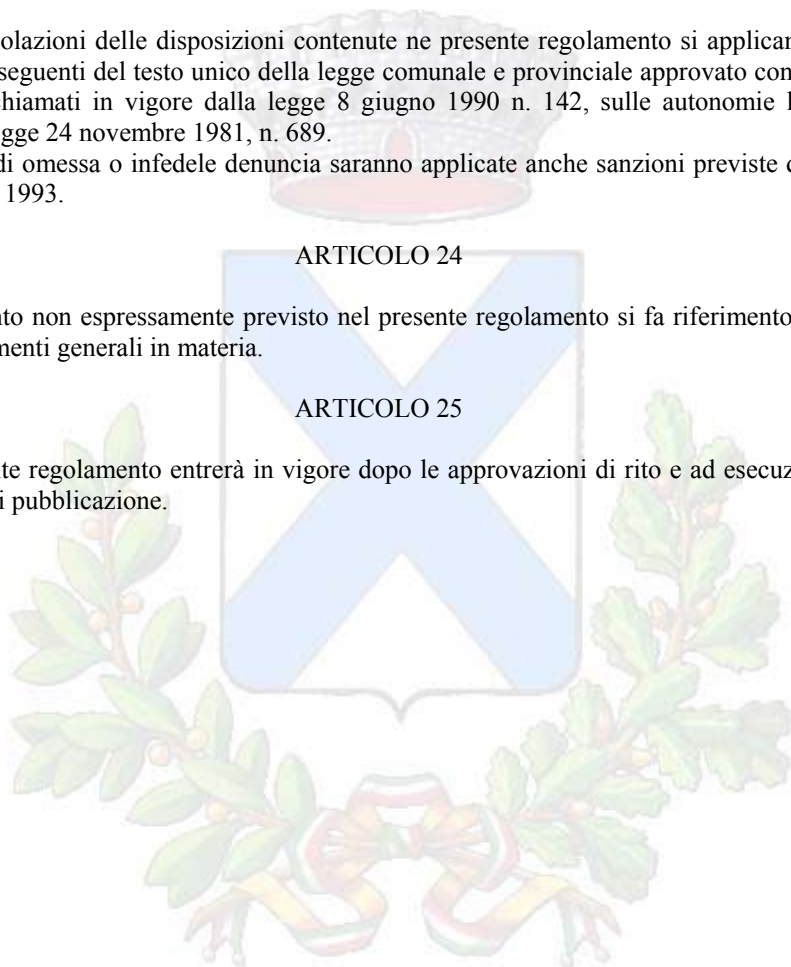 olazioni delle disposizioni contenute ne presente regolamento si applicar
seguenti del testo unico della legge comunale e provinciale approvato con
chiamati in vigore dalla legge 8 giugno 1990 n. 142, sulle autonomie l
gge 24 novembre 1981, n. 689.
di omessa o infedele denuncia saranno applicate anche sanzioni previste d
1993.
ARTICOLO 24
nto non espressamente previsto nel presente regolamento si fa riferimento
menti generali in materia.
ARTICOLO 25
nte regolamento entrerà in vigore dopo le approvazioni di rito e ad esecuz
i pubblicazione.